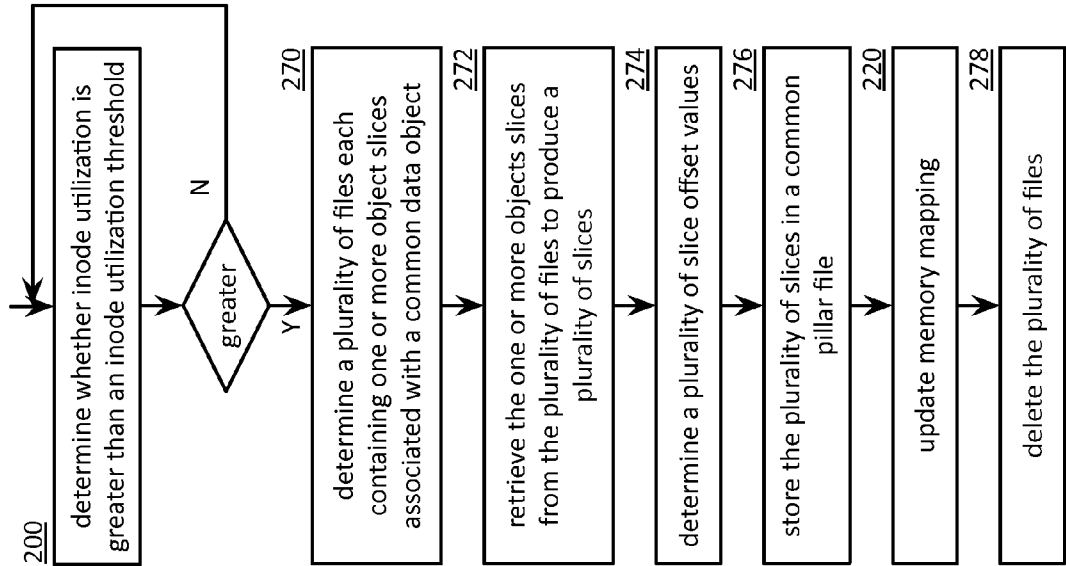 200
determine whether inode utilization is
greater than an inode utilization threshold
greater
N
Y
270
determine a plurality of files each
containing one or more object slices
associated with a common data object
272
retrieve the one or more objects slices
from the plurality of files to produce a
plurality of slices
274
determine a plurality of slice offset values
276
store the plurality of slices in a common
pillar file
220
update memory mapping
278
delete the plurality of files